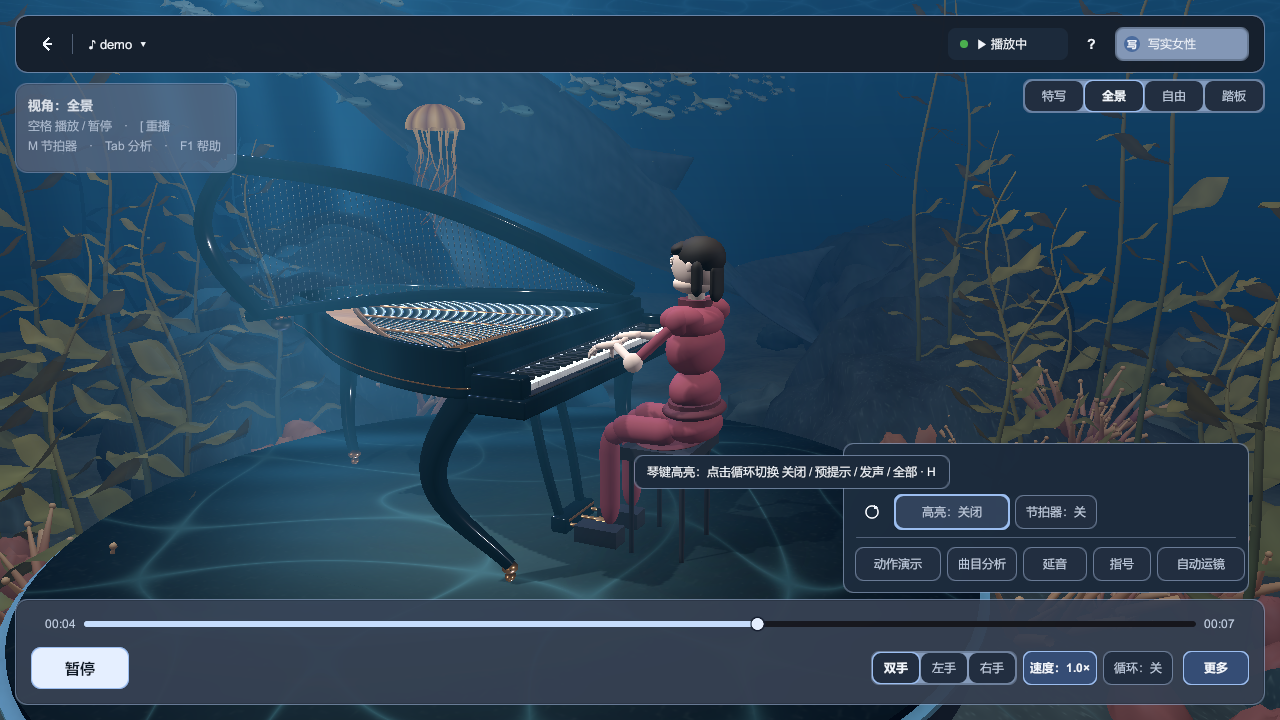 ♪ demo ▼
▶ 播放中
?
写 写实女性
视角：全景
空格 播放 / 暂停 · [ 重播
M 节拍器 · Tab 分析 · F1 帮助
特写 全景 自由 踏板
琴键高亮：点击循环切换 关闭 / 预提示 / 发声 / 全部 · H
高亮：关闭 节拍器：关
动作演示 曲目分析 延音 指号 自动运镜
00:04 00:07
暂停 双手 左手 右手 速度：1.0× 循环：关 更多